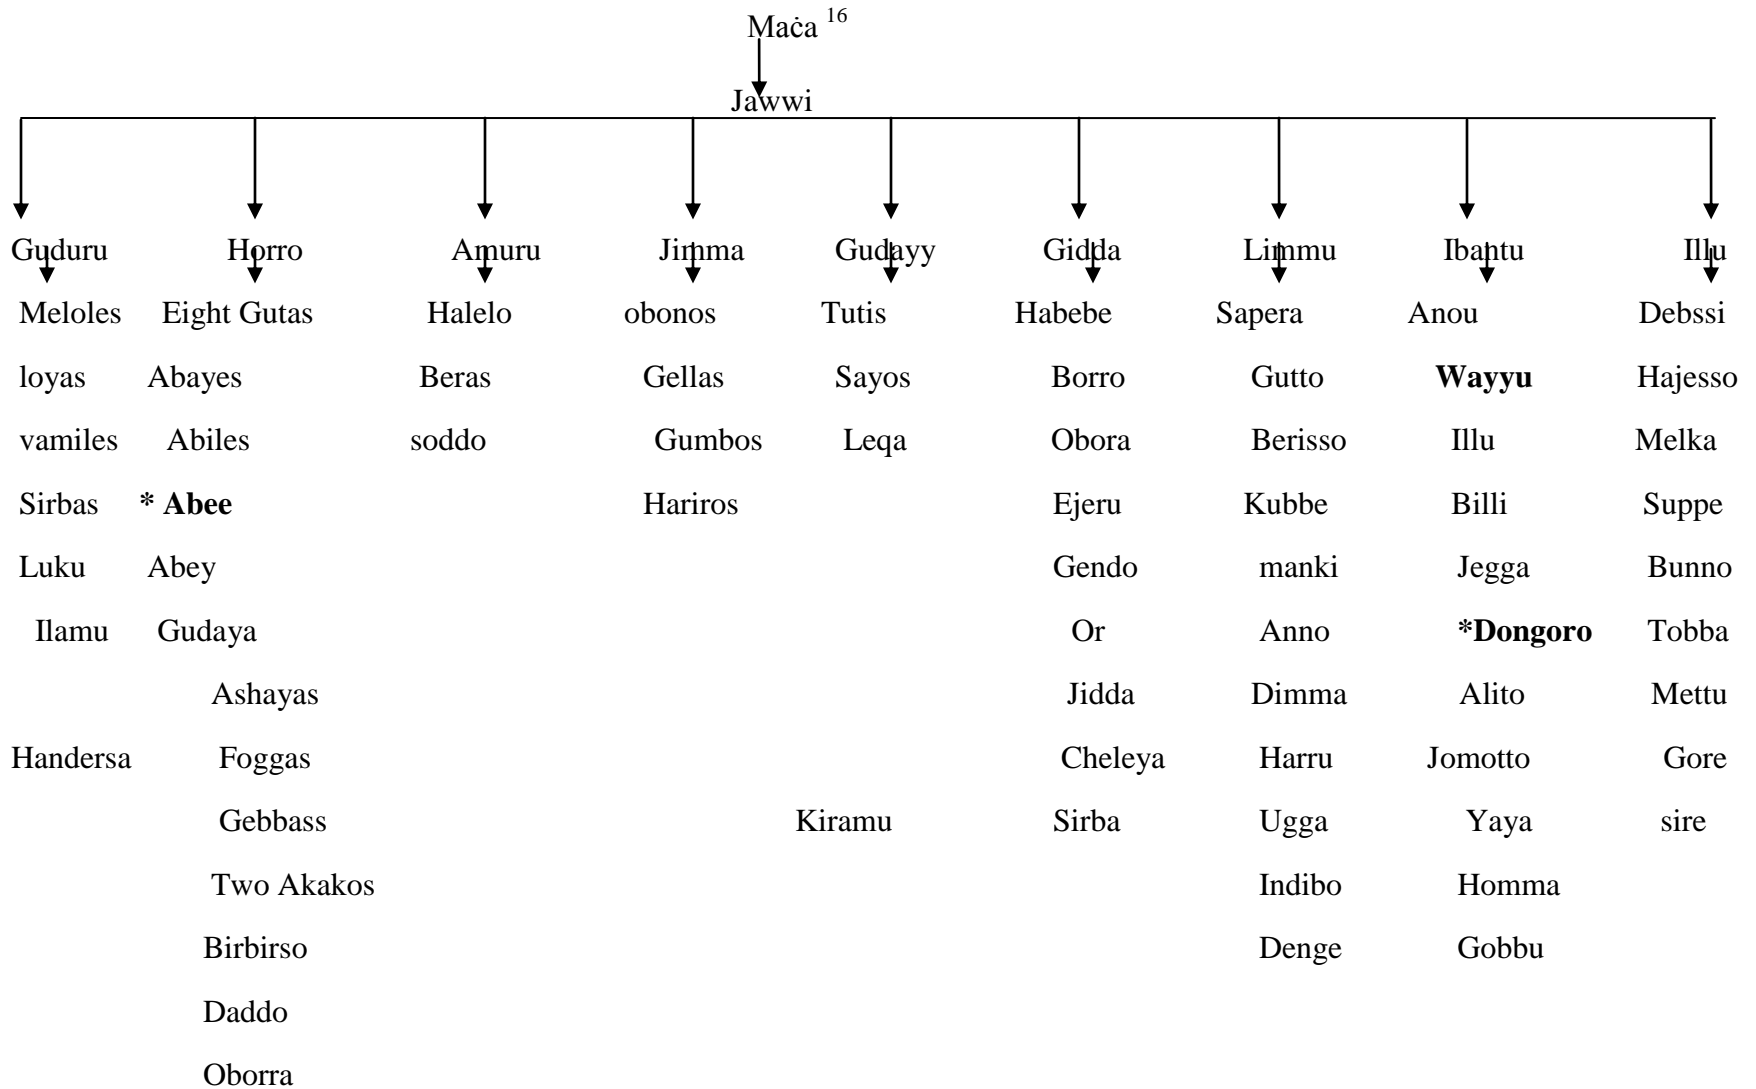 Maċa 16
Jawwi
Guduru Horro Amuru Jimma Gudayy Gidda Limmu Ibantu Illu
Meloles Eight Gutas Halelo obonos Tutis Habebe Sapera Anou Debssi
loyas Abayes Beras Gellas Sayos Borro Gutto Wayyu Hajesso
vamiles Abiles soddo Gumbos Leqa Obora Berisso Illu Melka
Sirbas * Abee Hariros Ejeru Kubbe Billi Suppe
Luku Abey Gendo manki Jegga Bunno
Ilamu Gudaya Or Anno *Dongoro Tobba
Ashayas Jidda Dimma Alito Mettu
Handersa Foggas Cheleya Harru Jomotto Gore
Gebbass Kiramu Sirba Ugga Yaya sire
Two Akakos Indibo Homma
Birbirso Denge Gobbu
Daddo
Oborra